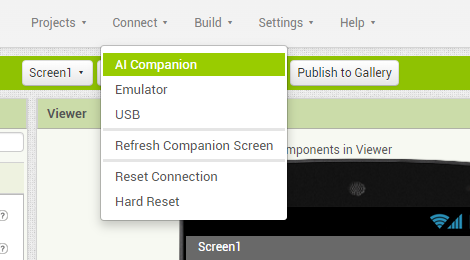 Projects Connect Build Settings Help
Screen1 Publish to Gallery
AI Companion
Emulator
USB
Viewer
Refresh Companion Screen
mponents in Viewer
Reset Connection
Hard Reset
Screen1